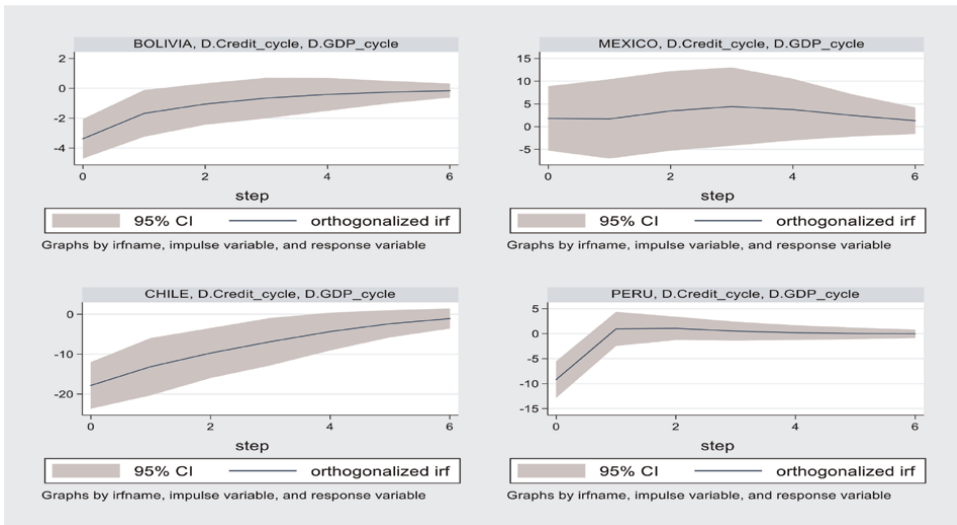 BOLIVIA, D.Credit_cycle, D.GDP_cycle
2
0
-2
-4
0 2 4 6
step
95% CI orthogonalized irf
Graphs by irfname, impulse variable, and response variable
MEXICO, D.Credit_cycle, D.GDP_cycle
15
10
5
0
-5
0 2 4 6
step
95% CI orthogonalized irf
Graphs by irfname, impulse variable, and response variable
CHILE, D.Credit_cycle, D.GDP_cycle
0
-10
-20
0 2 4 6
step
95% CI orthogonalized irf
Graphs by irfname, impulse variable, and response variable
PERU, D.Credit_cycle, D.GDP_cycle
5
0
-5
-10
-15
0 2 4 6
step
95% CI orthogonalized irf
Graphs by irfname, impulse variable, and response variable